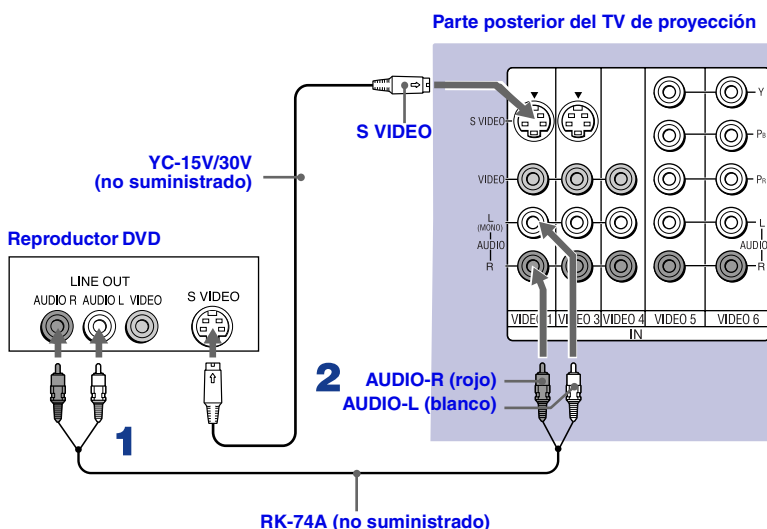 Parte posterior del TV de proyección
S VIDEO
YC-15V/30V
(no suministrado)
Reproductor DVD
LINE OUT
AUDIO R AUDIO L VIDEO
S VIDEO
1
2
S VIDEO
VIDEO
L
(MONO)
AUDIO
R
Y
PB
PR
L
AUDIO
R
VIDEO 1
VIDEO 3
VIDEO 4
VIDEO 5
VIDEO 6
IN
AUDIO-R (rojo)
AUDIO-L (blanco)
RK-74A (no suministrado)